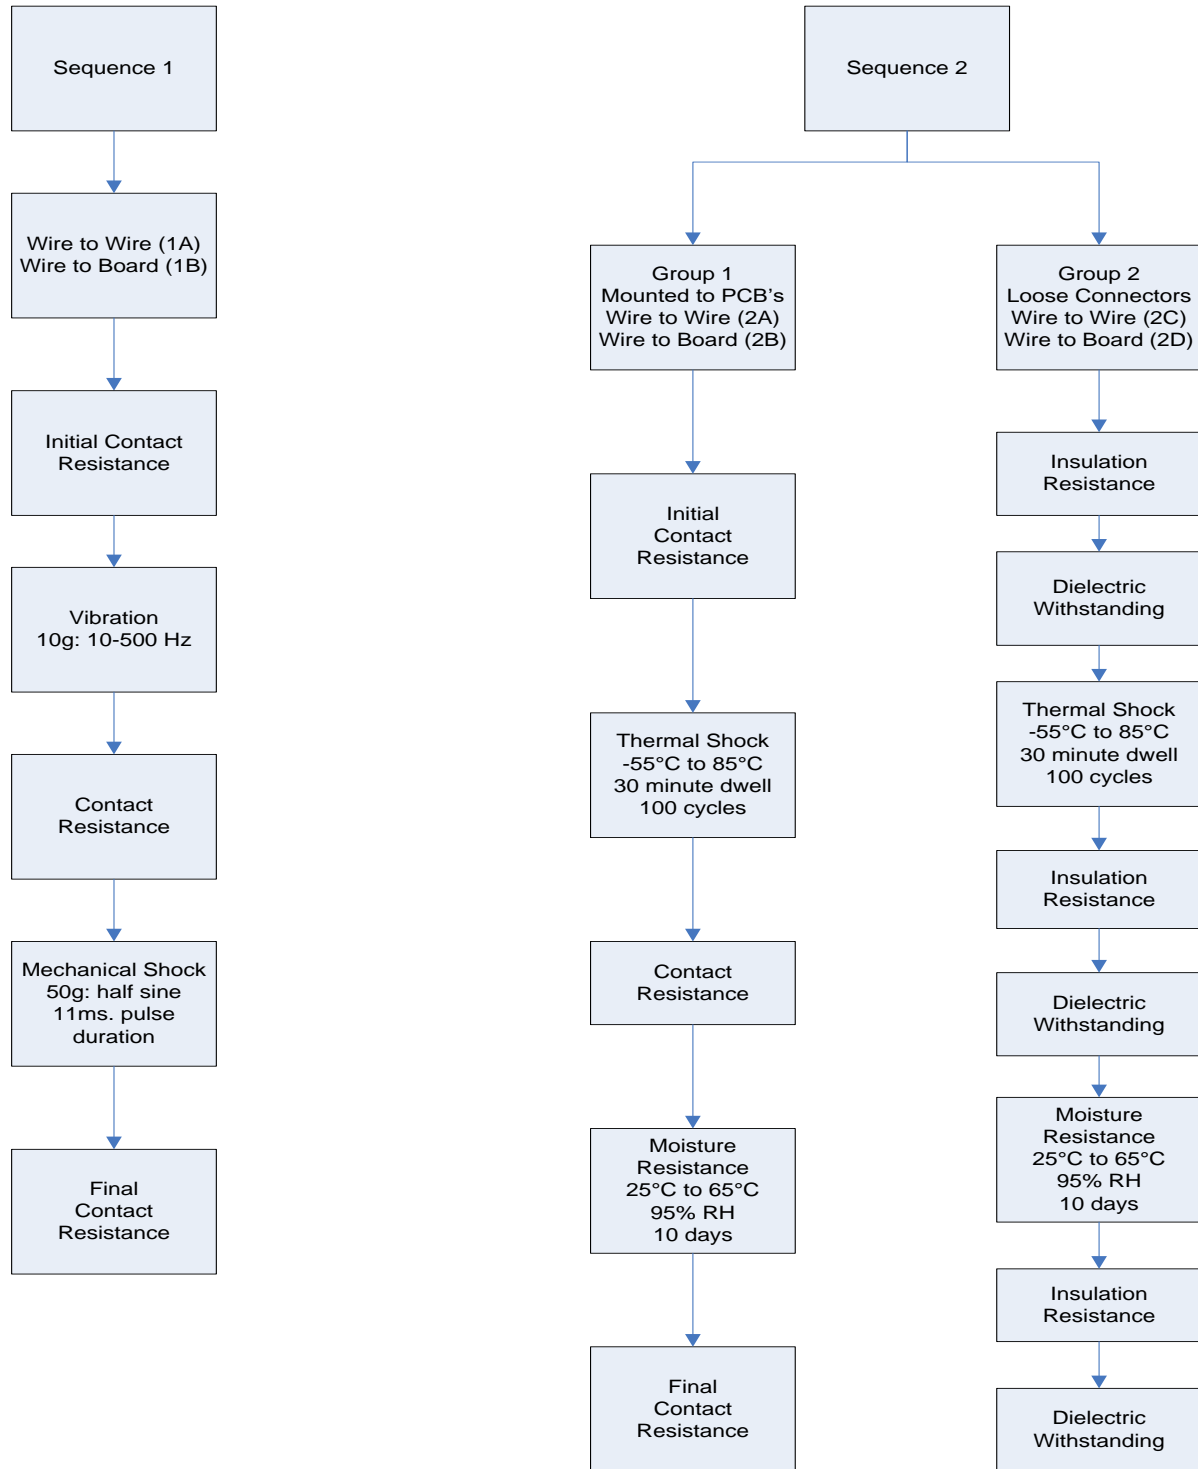 Sequence 1
Wire to Wire (1A)
Wire to Board (1B)
Initial Contact
Resistance
Vibration
10g: 10-500 Hz
Contact
Resistance
Mechanical Shock
50g: half sine
11ms. pulse
duration
Final
Contact
Resistance
Sequence 2
Group 1
Mounted to PCB’s
Wire to Wire (2A)
Wire to Board (2B)
Initial
Contact
Resistance
Thermal Shock
-55°C to 85°C
30 minute dwell
100 cycles
Contact
Resistance
Moisture
Resistance
25°C to 65°C
95% RH
10 days
Final
Contact
Resistance
Group 2
Loose Connectors
Wire to Wire (2C)
Wire to Board (2D)
Insulation
Resistance
Dielectric
Withstanding
Thermal Shock
-55°C to 85°C
30 minute dwell
100 cycles
Insulation
Resistance
Dielectric
Withstanding
Moisture
Resistance
25°C to 65°C
95% RH
10 days
Insulation
Resistance
Dielectric
Withstanding